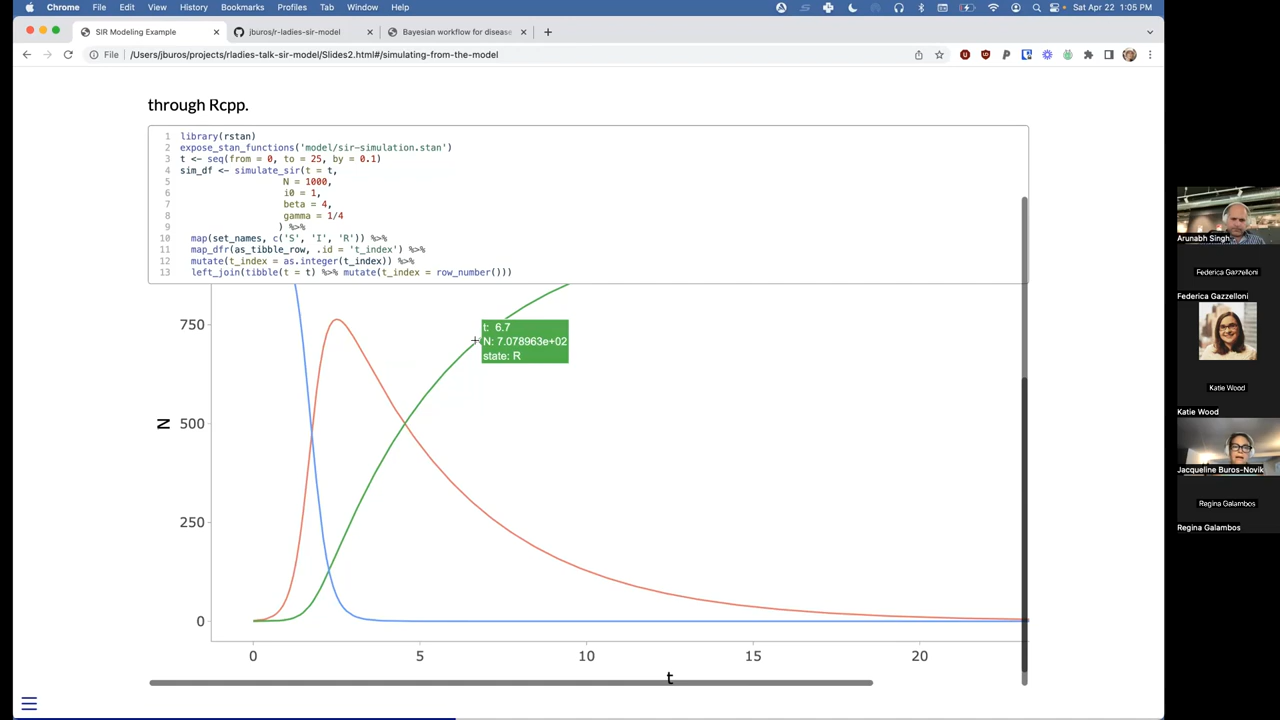 Chrome File Edit View History Bookmarks Profiles Tab Window Help
Sat Apr 22 1:05 PM
SIR Modeling Example
jburos/r-ladies-sir-model
Bayesian workflow for disease
File /Users/jburos/projects/rladies-talk-sir-model/Slides2.html#/simulating-from-the-model
through Rcpp.
1 library(rstan)
2 expose_stan_functions('model/sir-simulation.stan')
3 t <- seq(from = 0, to = 25, by = 0.1)
4 sim_df <- simulate_sir(t = t,
5 N = 1000,
6 i0 = 1,
7 beta = 4,
8 gamma = 1/4
9 ) %>%
10 map(set_names, c('S', 'I', 'R')) %>%
11 map_dfr(as_tibble_row, .id = 't_index') %>%
12 mutate(t_index = as.integer(t_index)) %>%
13 left_join(tibble(t = t) %>% mutate(t_index = row_number()))
750
500
250
0
N
t: 6.7
N: 7.078963e+02
state: R
0 5 10 15 20
t
Arunabh Singh
Federica Gazzelloni
Federica Gazzelloni
Katie Wood
Katie Wood
Jacqueline Buros-Novik
Regina Galambos
Regina Galambos